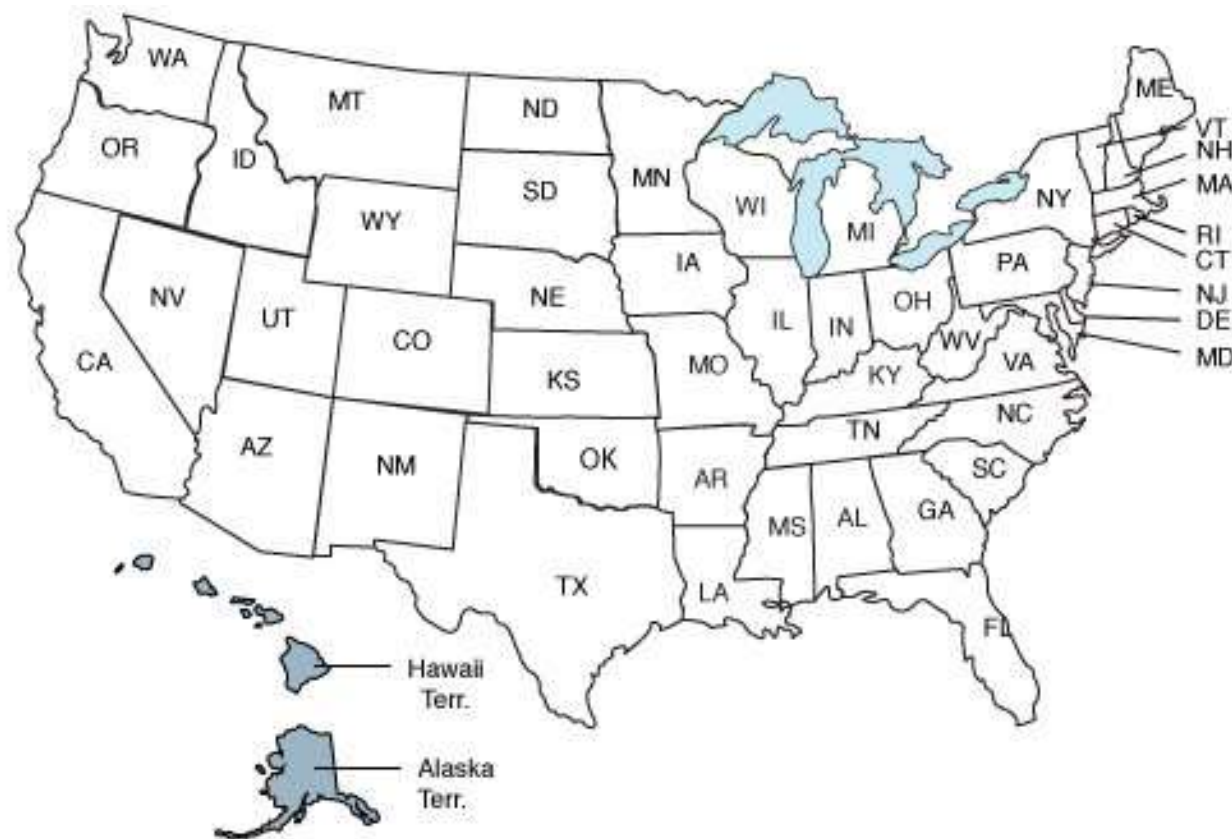 WA
MT
ND
ME
VT
OR
ID
MN
NH
SD
WI
NY
MA
WY
MI
RI
IA
PA
CT
NV
NE
OH
NJ
UT
IL
IN
DE
CO
WV
MD
CA
KS
MO
KY
VA
NC
TN
AZ
NM
OK
AR
SC
MS
AL
GA
TX
LA
FL
Hawaii
Terr.
Alaska
Terr.